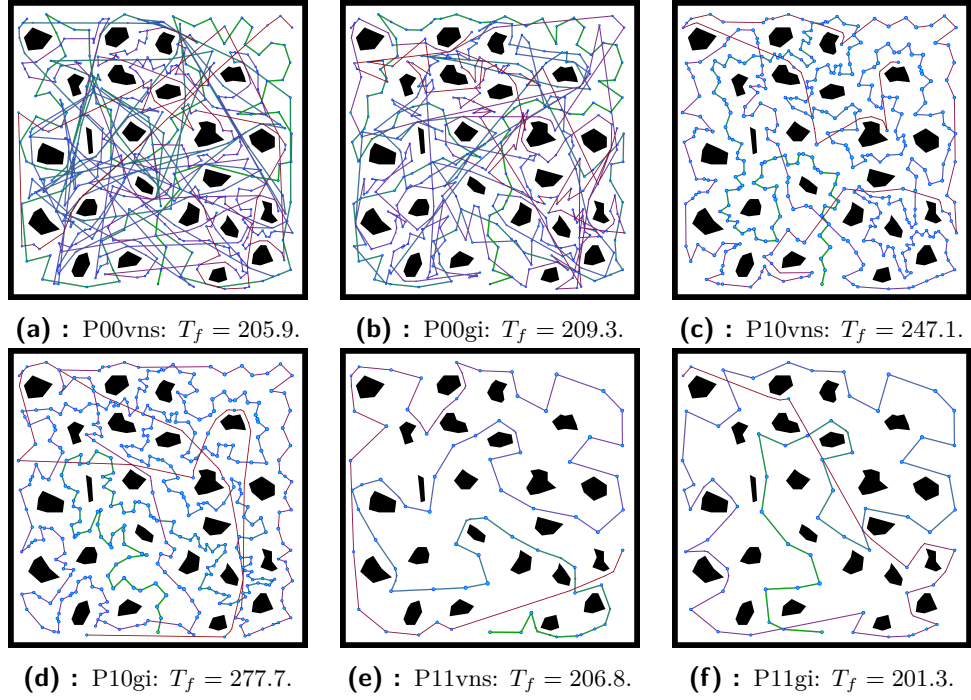 (a) : P00vns: T_f = 205.9.
(b) : P00gi: T_f = 209.3.
(c) : P10vns: T_f = 247.1.
(d) : P10gi: T_f = 277.7.
(e) : P11vns: T_f = 206.8.
(f) : P11gi: T_f = 201.3.